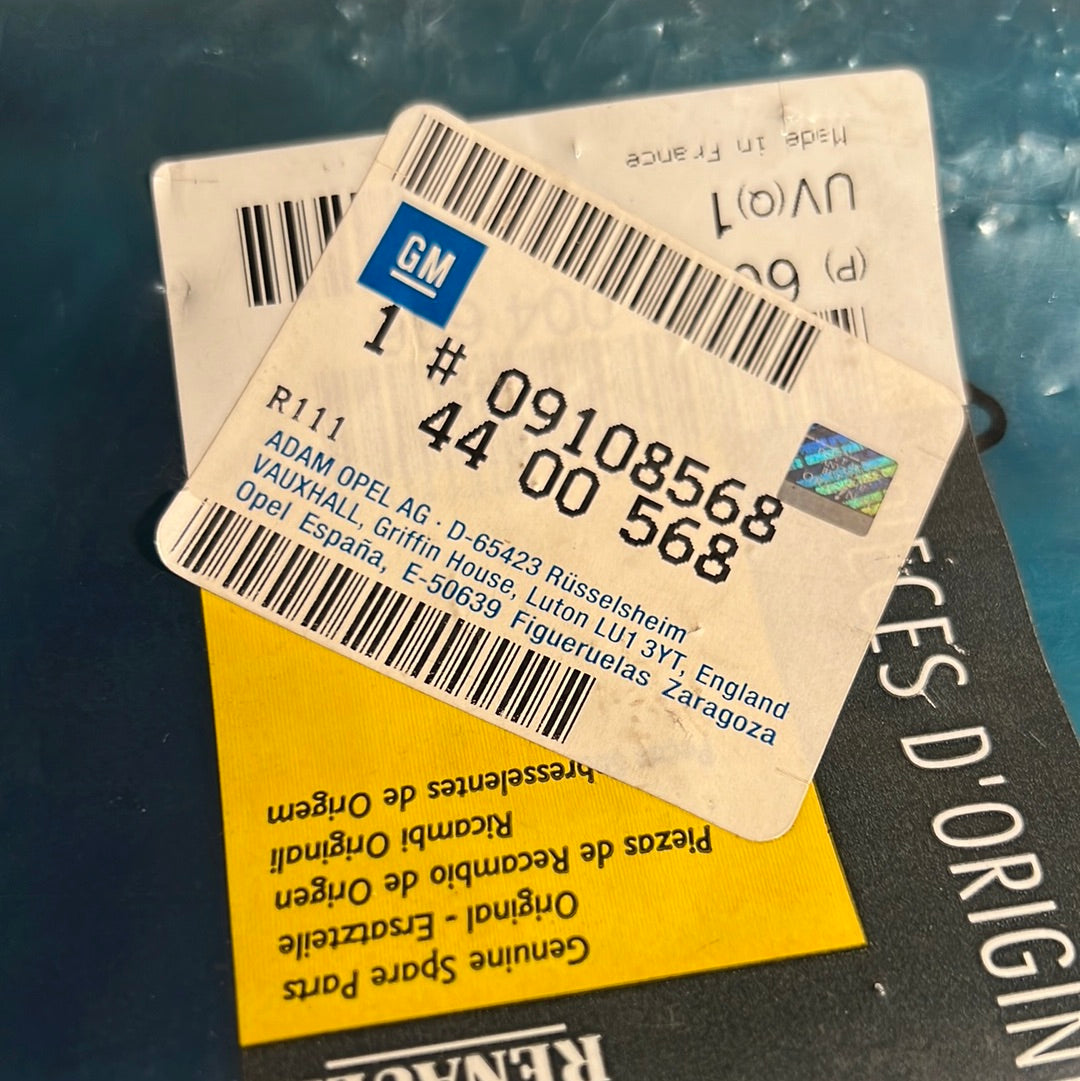 GM
1 # 09108568
44 00 568
R111
ADAM OPEL AG · D-65423 Rüsselsheim
VAUXHALL, Griffin House, Luton LU1 3YT, England
Opel España, E-50639 Figueruelas Zaragoza
Made in France
UV(Q)1
(P)
D'ORIGIN
Genuine Spare Parts
Original - Ersatzteile
Piezas de Recambio de Origen
Ricambi Originali
de Origem